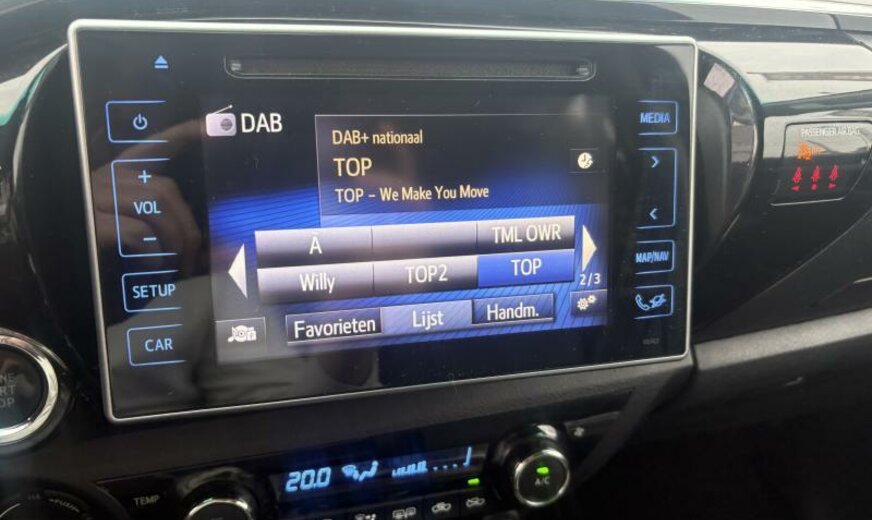 DAB
DAB+ nationaal
TOP
TOP – We Make You Move
À
TML OWR
Willy
TOP2
TOP
2/3
Favorieten
Lijst
Handm.
+
VOL
–
SETUP
CAR
MEDIA
MAP/NAV
PASSENGER AIR BAG
20.0
TEMP
A/C